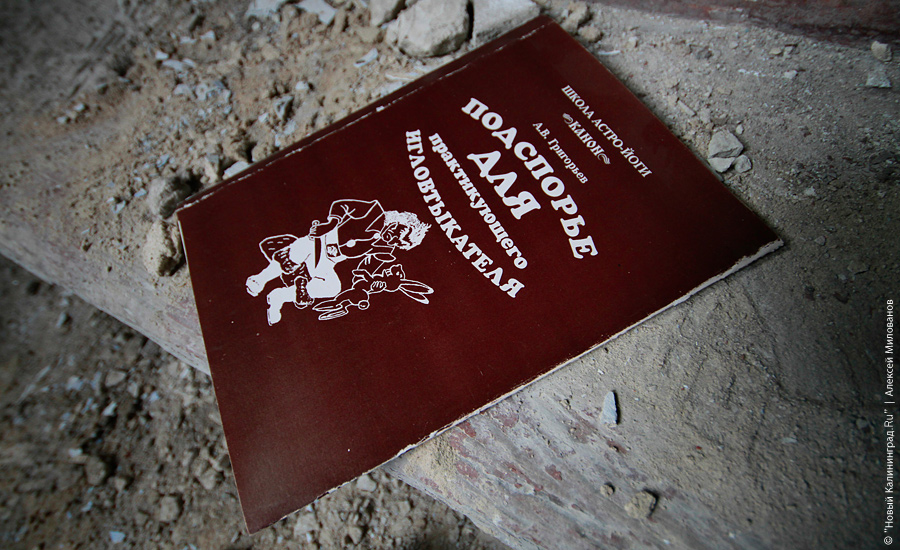 ШКОЛА АСТРО-ЙОГИ
КАНОН
А.В. Григорьев
ПОДСПОРЬЕ
ДЛЯ
практикующего
ИГЛОВТЫКАТЕЛЯ
© "Новый Калининград.Ru" | Алексей Милованов